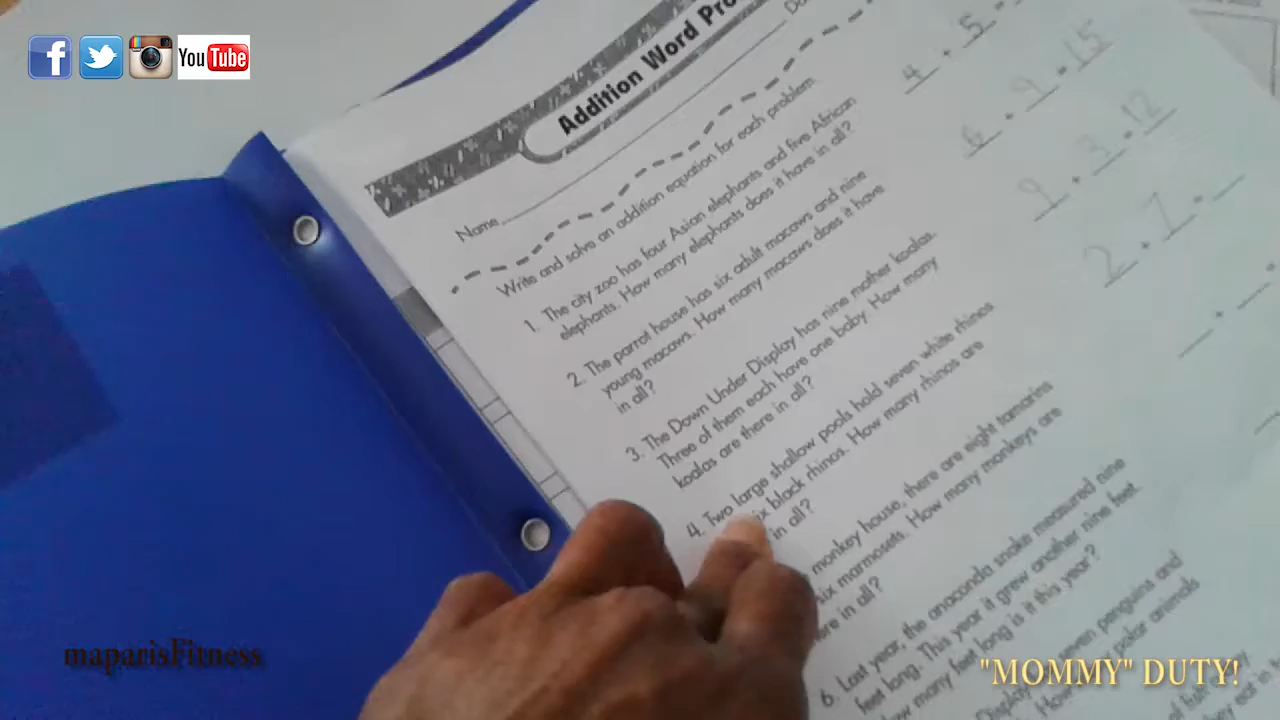 You Tube
Addition Word Pro
Name
Write and solve an addition equation for each problem.
1. The city zoo has four Asian elephants and five African
elephants. How many elephants does it have in all?
4 + 5 =
2. The parrot house has six adult macaws and nine
young macaws. How many macaws does it have
in all?
6 + 9 = 15
3. The Down Under Display has nine mother koalas.
Three of them each have one baby. How many
koalas are there in all?
9 + 3 = 12
4. Two large shallow pools hold seven white rhinos
six black rhinos. How many rhinos are
in all?
2 + 7 =
monkey house, there are eight tamarins
six marmosets. How many monkeys are
here in all?
+ =
6. Last year, the anaconda snake measured nine
feet long. This year it grew another nine feet.
How many feet long is it this year?
Display seven penguins and
polar animals
maparisFitness
"MOMMY" DUTY!